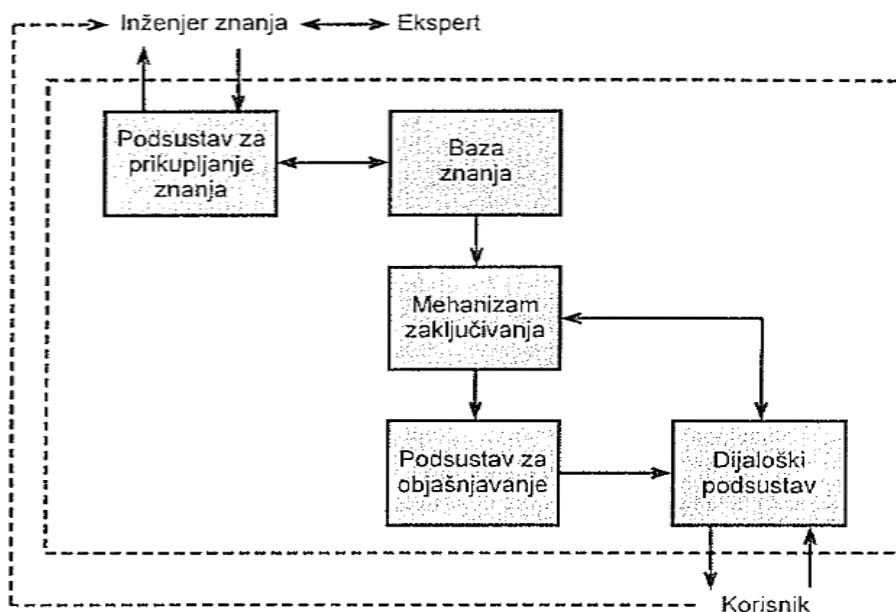 Inženjer znanja
Ekspert
Podsustav za
prikupljanje
znanja
Baza
znanja
Mehanizam
zaključivanja
Podsustav za
objašnjavanje
Dijaloški
podsustav
Korisnik